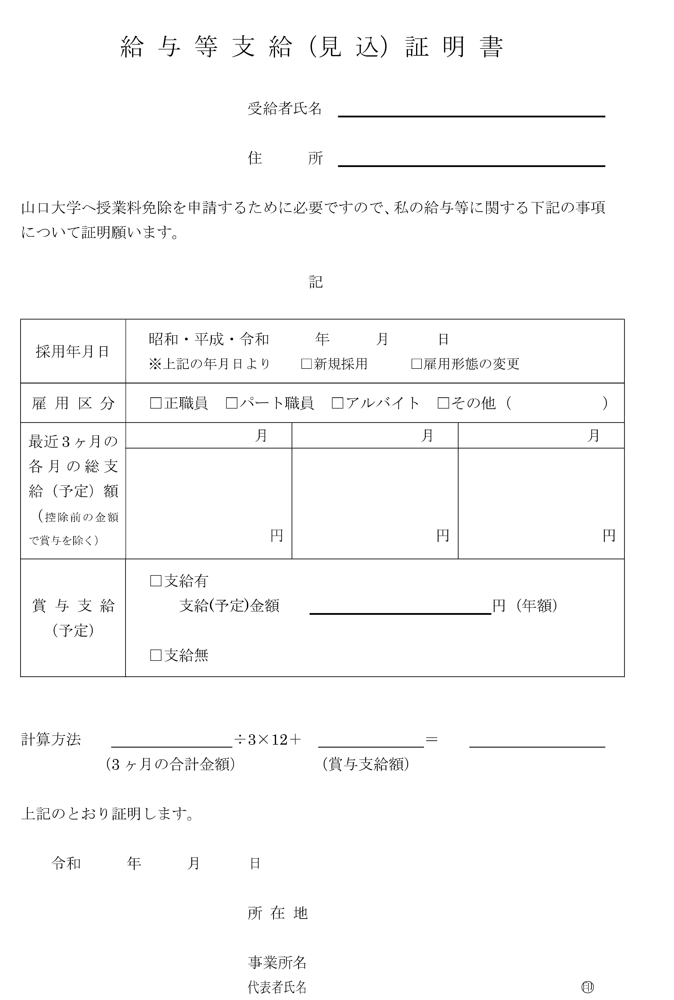 給与等支給（見込）証明書
受給者氏名
住　　　所
山口大学へ授業料免除を申請するために必要ですので、私の給与等に関する下記の事項
について証明願います。
記
採用年月日
昭和・平成・令和　　　年　　　月　　　日
※上記の年月日より　　□新規採用　　　□雇用形態の変更
雇用区分
□正職員　□パート職員　□アルバイト　□その他（　　　　　　）
最近3ヶ月の
各月の総支
給（予定）額
（控除前の金額
で賞与を除く）
月　　　月　　　月
円　　　円　　　円
賞与支給
（予定）
□支給有
支給(予定)金額　　　　　　円（年額）
□支給無
計算方法　　　　　　÷3×12＋　　　　　　＝
（3ヶ月の合計金額）　　　　　（賞与支給額）
上記のとおり証明します。
令和　　　年　　　月　　　日
所在地
事業所名
代表者氏名　　　　　　　　　　㊞